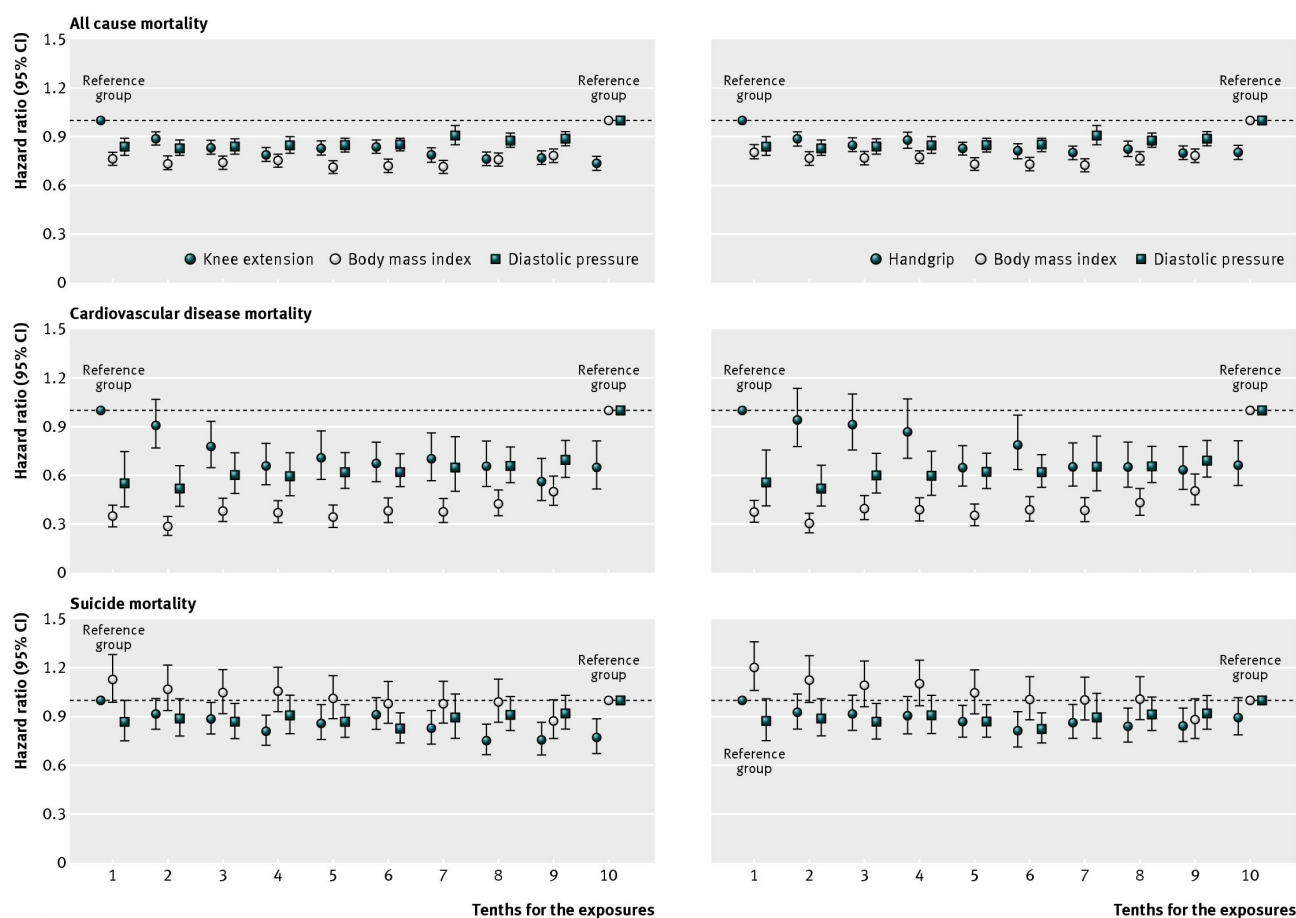 All cause mortality
Hazard ratio (95% CI)
1.5
1.2
0.9
0.6
0.3
0
Reference
group
Reference
group
Knee extension Body mass index Diastolic pressure
Reference
group
Reference
group
Handgrip Body mass index Diastolic pressure
Cardiovascular disease mortality
Hazard ratio (95% CI)
1.5
1.2
0.9
0.6
0.3
0
Reference
group
Reference
group
Reference
group
Reference
group
Suicide mortality
Hazard ratio (95% CI)
1.5
1.2
0.9
0.6
0.3
0
Reference
group
Reference
group
1 2 3 4 5 6 7 8 9 10
Tenths for the exposures
Reference
group
Reference
group
1 2 3 4 5 6 7 8 9 10
Tenths for the exposures